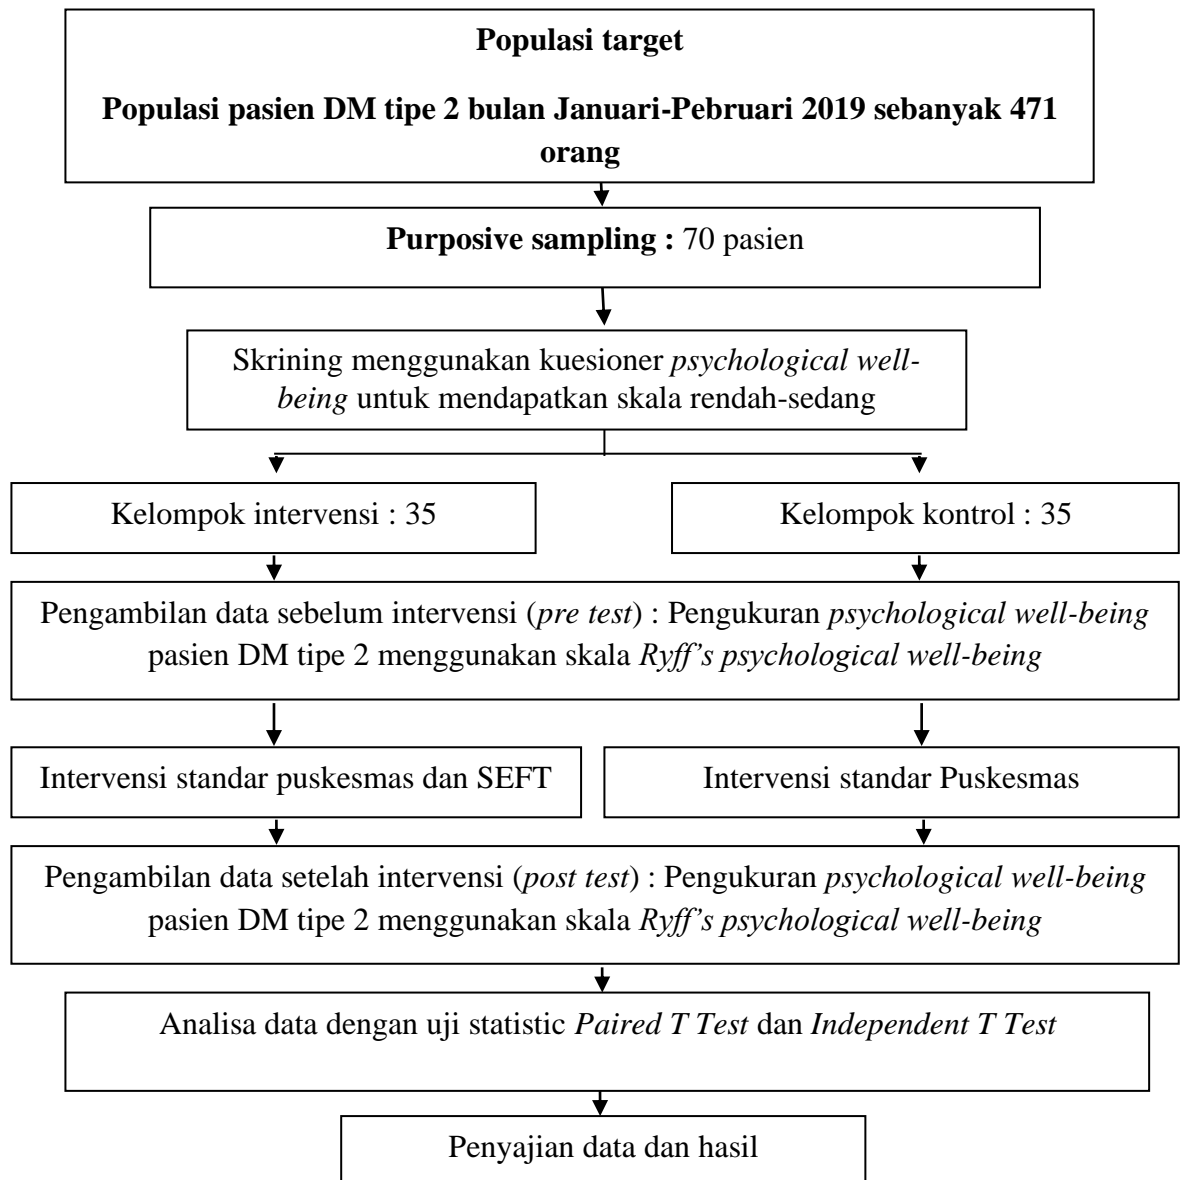 Populasi target
Populasi pasien DM tipe 2 bulan Januari-Pebruari 2019 sebanyak 471
orang
Purposive sampling : 70 pasien
Skrining menggunakan kuesioner psychological well-
being untuk mendapatkan skala rendah-sedang
Kelompok intervensi : 35
Kelompok kontrol : 35
Pengambilan data sebelum intervensi (pre test) : Pengukuran psychological well-being
pasien DM tipe 2 menggunakan skala Ryff’s psychological well-being
Intervensi standar puskesmas dan SEFT
Intervensi standar Puskesmas
Pengambilan data setelah intervensi (post test) : Pengukuran psychological well-being
pasien DM tipe 2 menggunakan skala Ryff’s psychological well-being
Analisa data dengan uji statistic Paired T Test dan Independent T Test
Penyajian data dan hasil